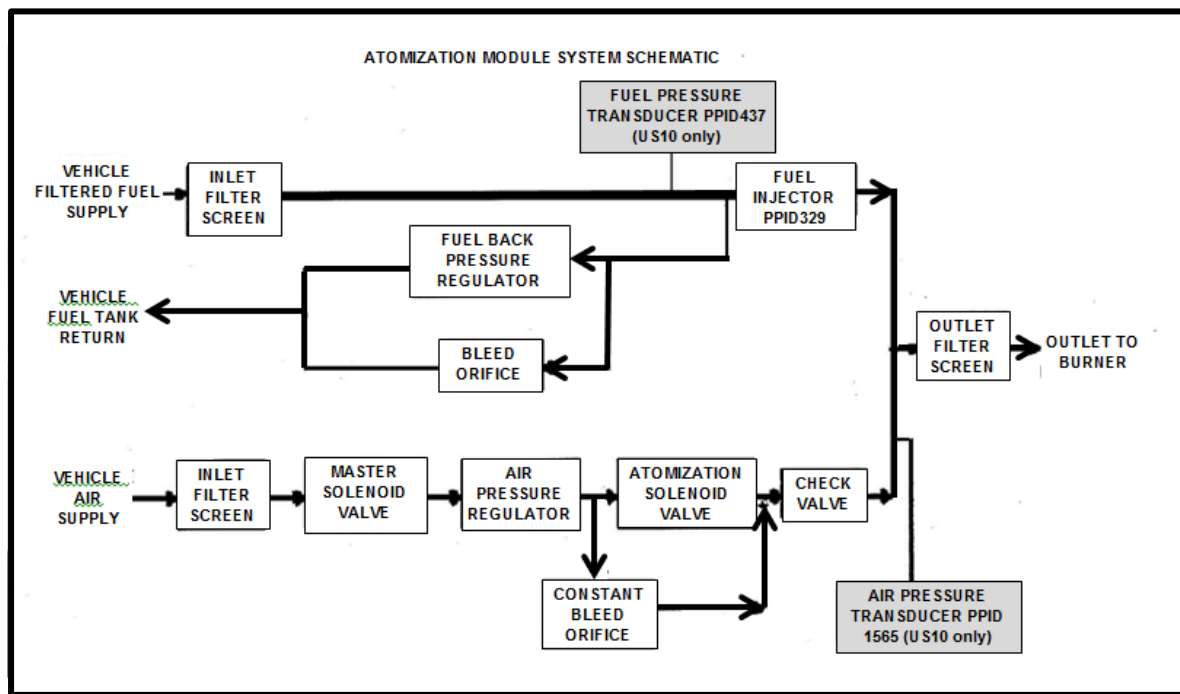 ATOMIZATION MODULE SYSTEM SCHEMATIC
FUEL PRESSURE
TRANSDUCER PPID437
(US10 only)
VEHICLE
FILTERED FUEL
SUPPLY
INLET
FILTER
SCREEN
FUEL
INJECTOR
PPID329
FUEL BACK
PRESSURE
REGULATOR
VEHICLE
FUEL TANK
RETURN
BLEED
ORIFICE
OUTLET
FILTER
SCREEN
OUTLET TO
BURNER
VEHICLE
AIR
SUPPLY
INLET
FILTER
SCREEN
MASTER
SOLENOID
VALVE
AIR
PRESSURE
REGULATOR
ATOMIZATION
SOLENOID
VALVE
CHECK
VALVE
CONSTANT
BLEED
ORIFICE
AIR PRESSURE
TRANSDUCER PPID
1565 (US10 only)